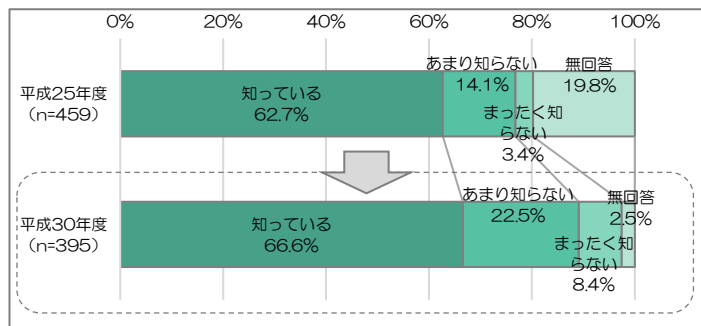 0% 20% 40% 60% 80% 100%
平成25年度
（n=459）
知っている
62.7%
あまり知らない
14.1%
まったく知
らない
3.4%
無回答
19.8%
平成30年度
（n=395）
知っている
66.6%
あまり知らない
22.5%
まったく知
らない
8.4%
無回答
2.5%